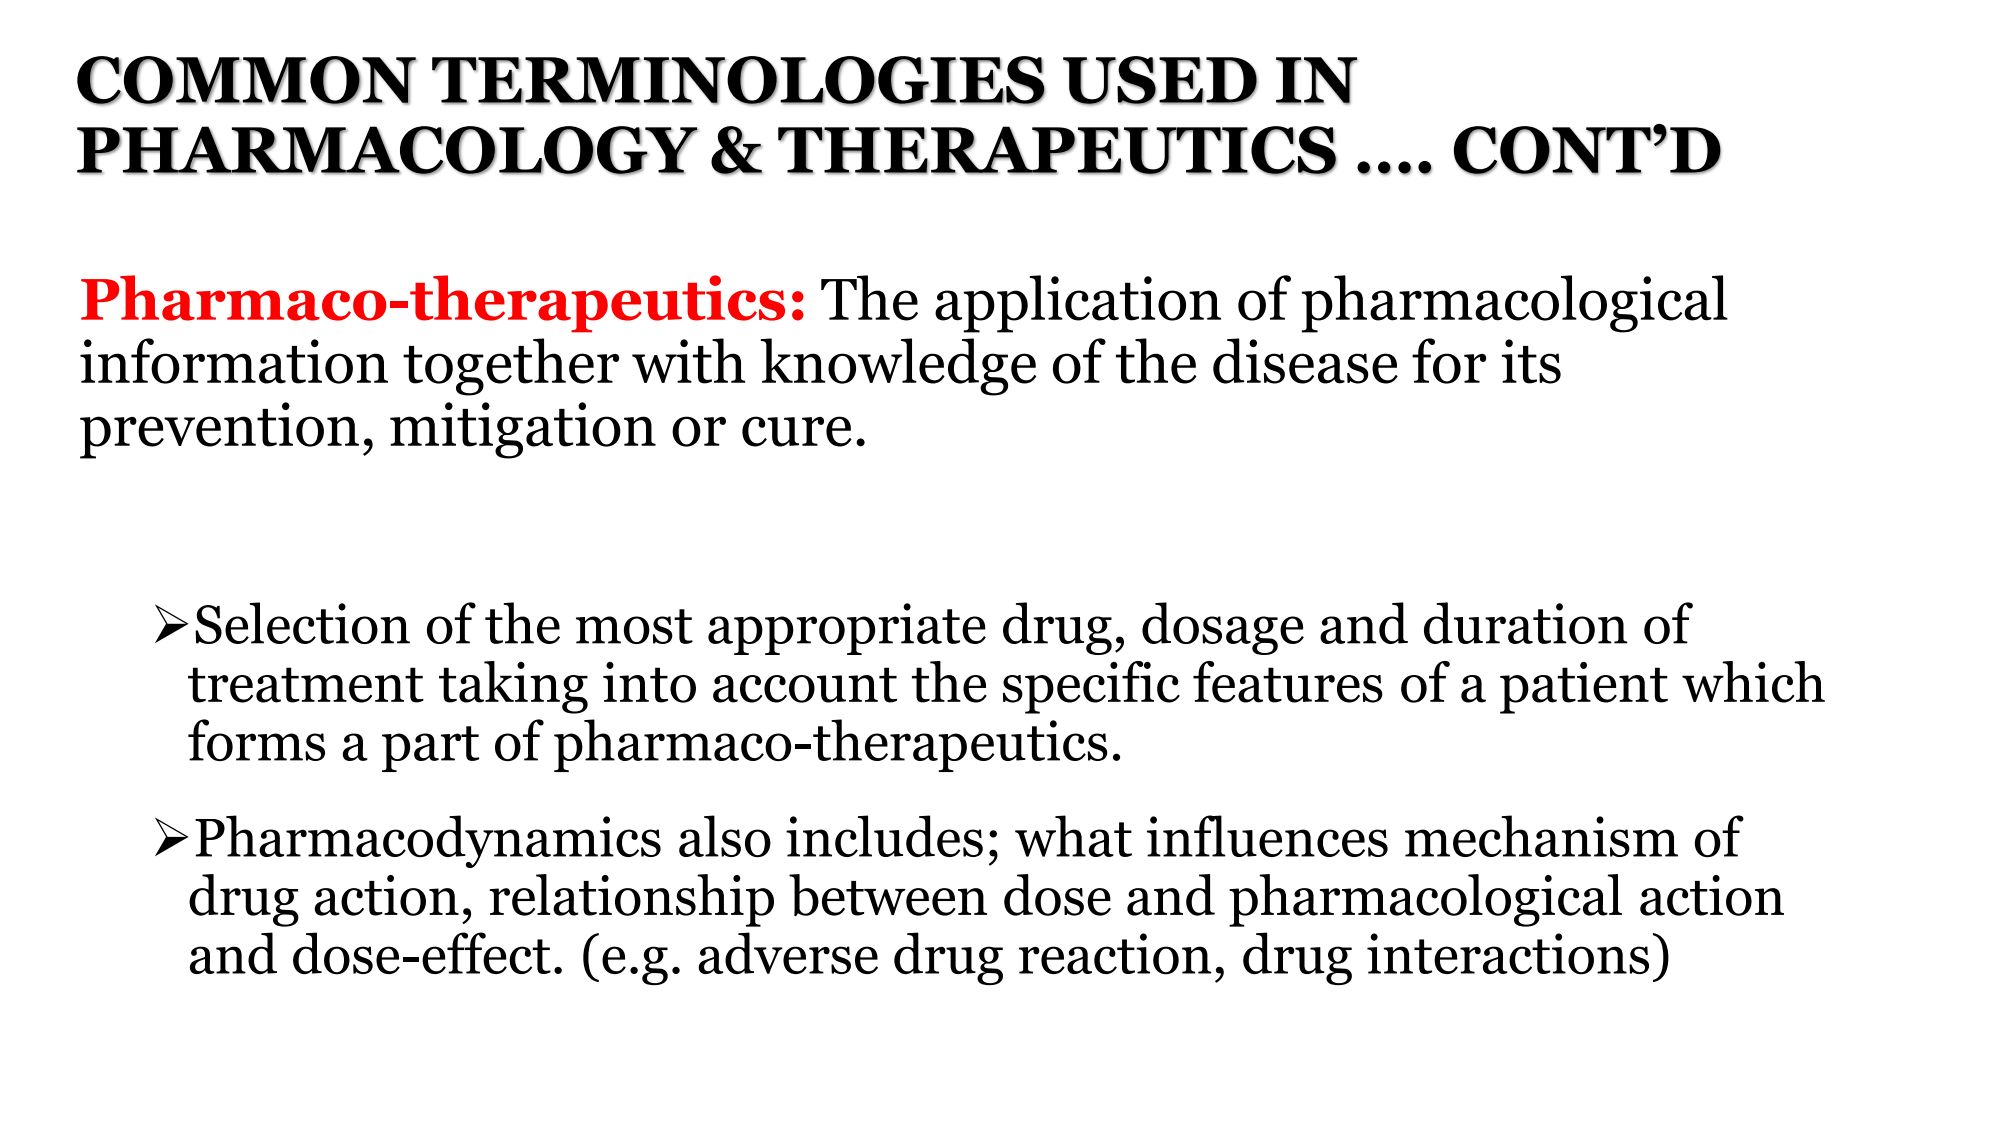 COMMON TERMINOLOGIES USED IN
PHARMACOLOGY & THERAPEUTICS .... CONT’D
Pharmaco-therapeutics: The application of pharmacological
information together with knowledge of the disease for its
prevention, mitigation or cure.
➢Selection of the most appropriate drug, dosage and duration of
treatment taking into account the specific features of a patient which
forms a part of pharmaco-therapeutics.
➢Pharmacodynamics also includes; what influences mechanism of
drug action, relationship between dose and pharmacological action
and dose-effect. (e.g. adverse drug reaction, drug interactions)